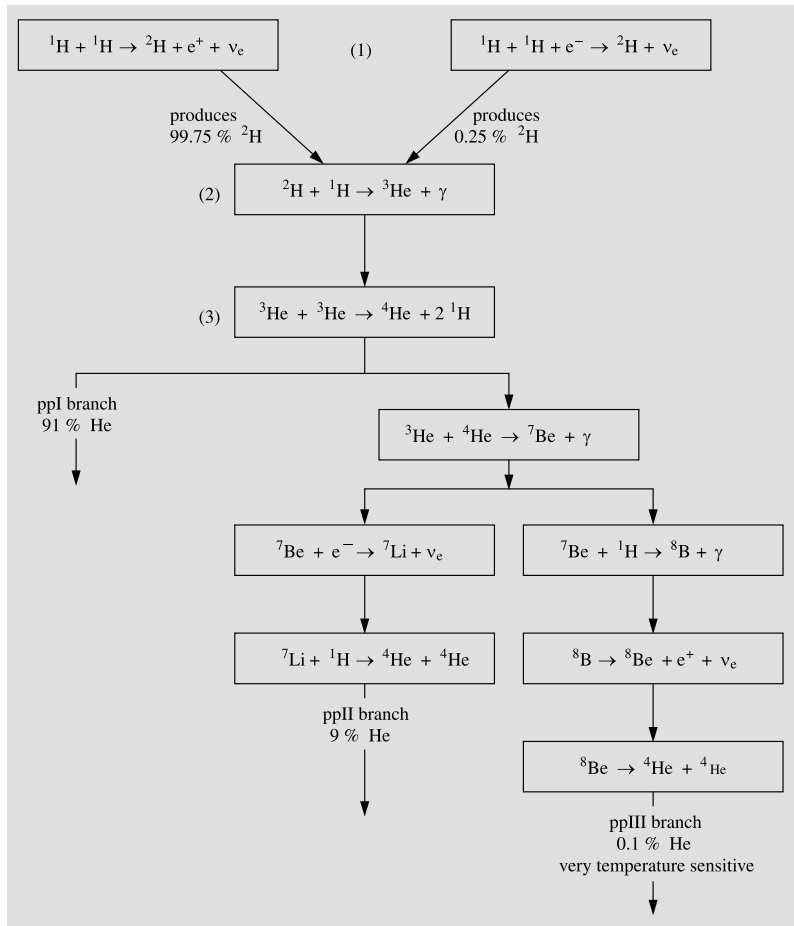 ¹H + ¹H → ²H + e⁺ + νₑ
(1)
¹H + ¹H + e⁻ → ²H + νₑ
produces
99.75 % ²H
produces
0.25 % ²H
(2)
²H + ¹H → ³He + γ
(3)
³He + ³He → ⁴He + 2 ¹H
ppI branch
91 % He
³He + ⁴He → ⁷Be + γ
⁷Be + e⁻ → ⁷Li + νₑ
⁷Be + ¹H → ⁸B + γ
⁷Li + ¹H → ⁴He + ⁴He
⁸B → ⁸Be + e⁺ + νₑ
ppII branch
9 % He
⁸Be → ⁴He + ⁴He
ppIII branch
0.1 % He
very temperature sensitive